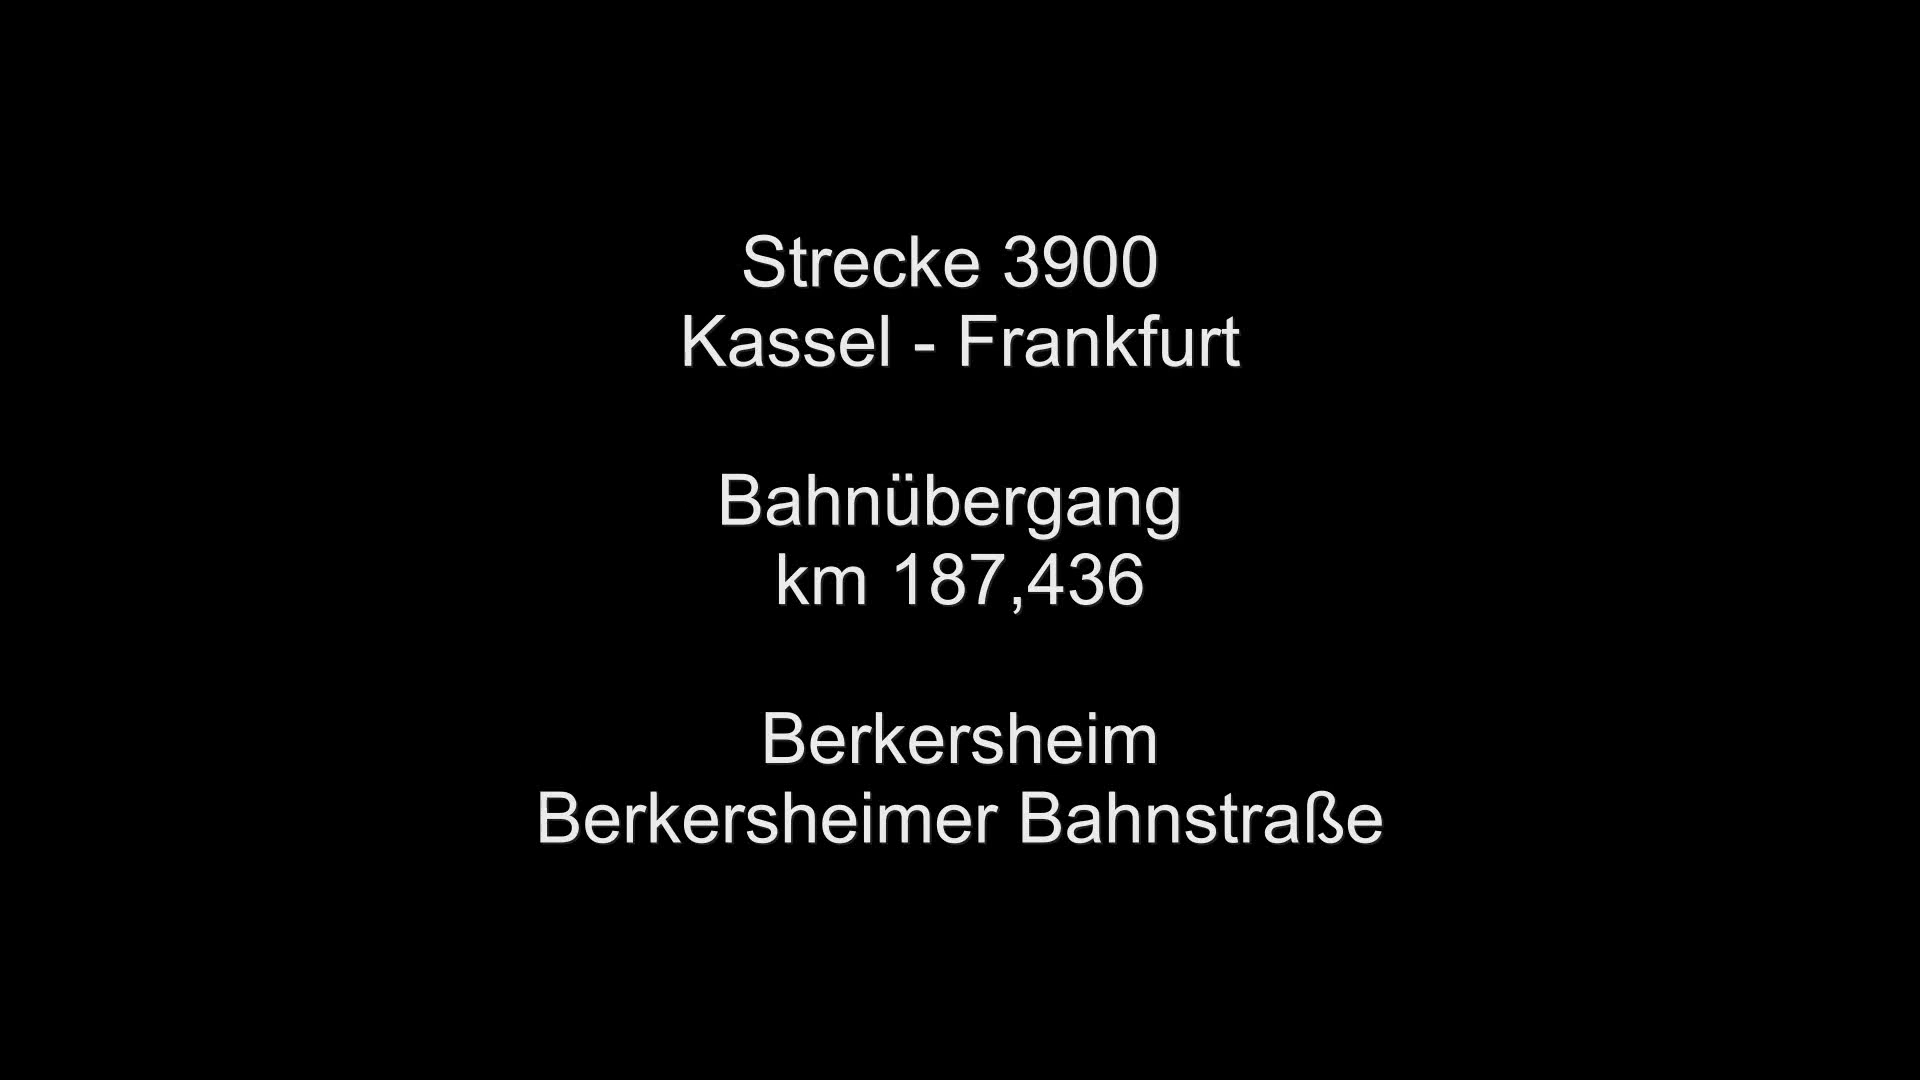 Strecke 3900
Kassel - Frankfurt
Bahnübergang
km 187,436
Berkersheim
Berkersheimer Bahnstraße